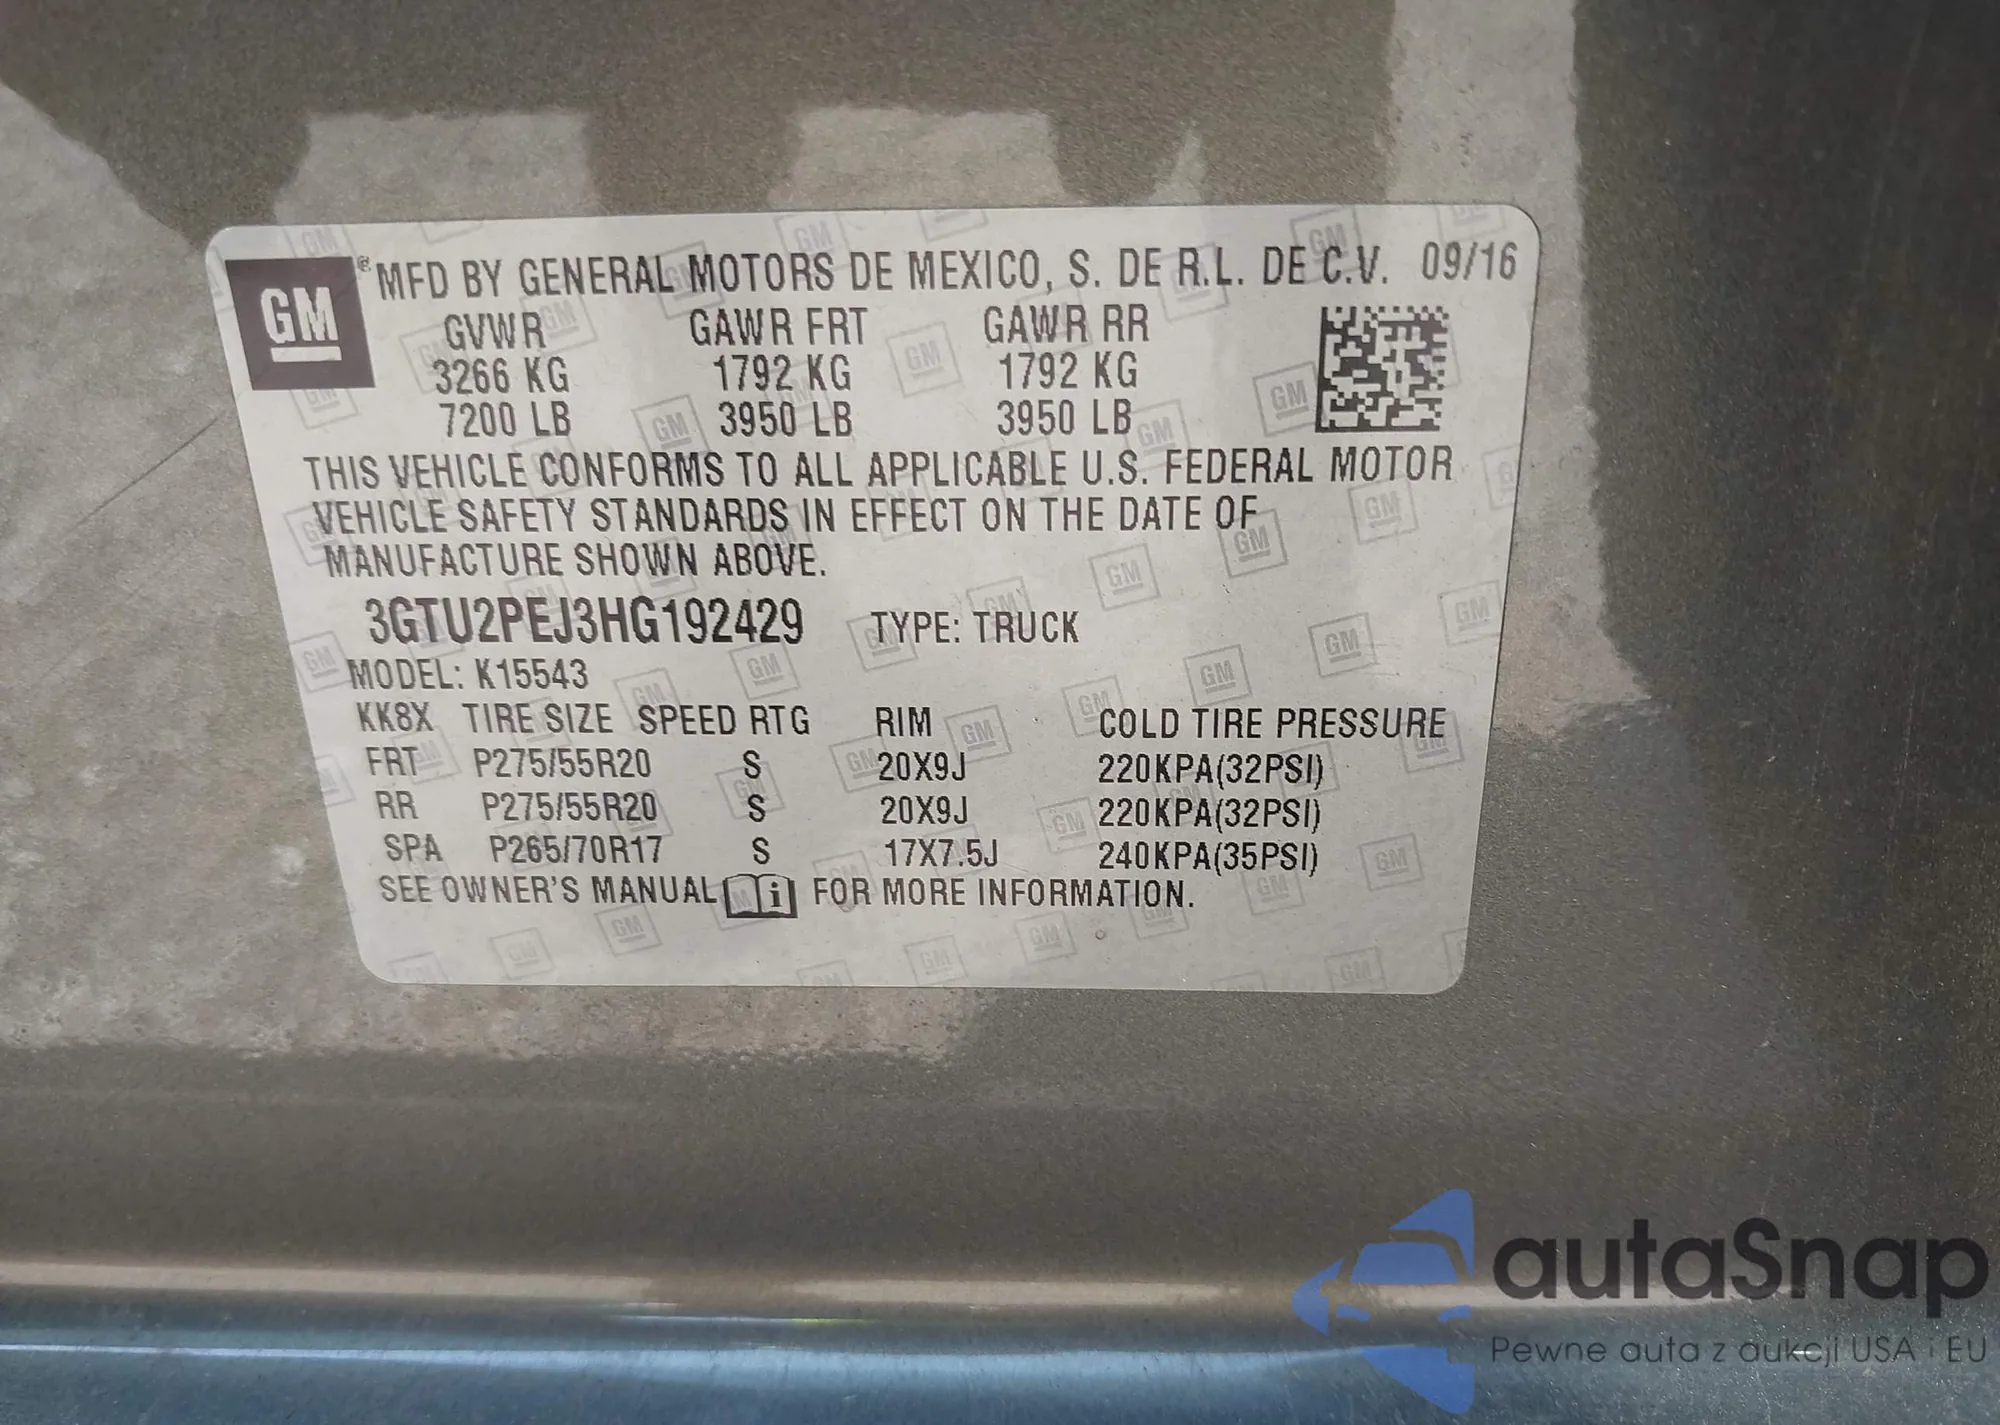 GM ® MFD BY GENERAL MOTORS DE MEXICO, S. DE R.L. DE C.V. 09/16
GVWR GAWR FRT GAWR RR
3266 KG 1792 KG 1792 KG
7200 LB 3950 LB 3950 LB
THIS VEHICLE CONFORMS TO ALL APPLICABLE U.S. FEDERAL MOTOR
VEHICLE SAFETY STANDARDS IN EFFECT ON THE DATE OF
MANUFACTURE SHOWN ABOVE.
3GTU2PEJ3HG192429 TYPE: TRUCK
MODEL: K15543
KK8X TIRE SIZE SPEED RTG RIM COLD TIRE PRESSURE
FRT P275/55R20 S 20X9J 220KPA(32PSI)
RR P275/55R20 S 20X9J 220KPA(32PSI)
SPA P265/70R17 S 17X7.5J 240KPA(35PSI)
SEE OWNER'S MANUAL i FOR MORE INFORMATION.
autaSnap
Pewne auta z aukcji USA i EU